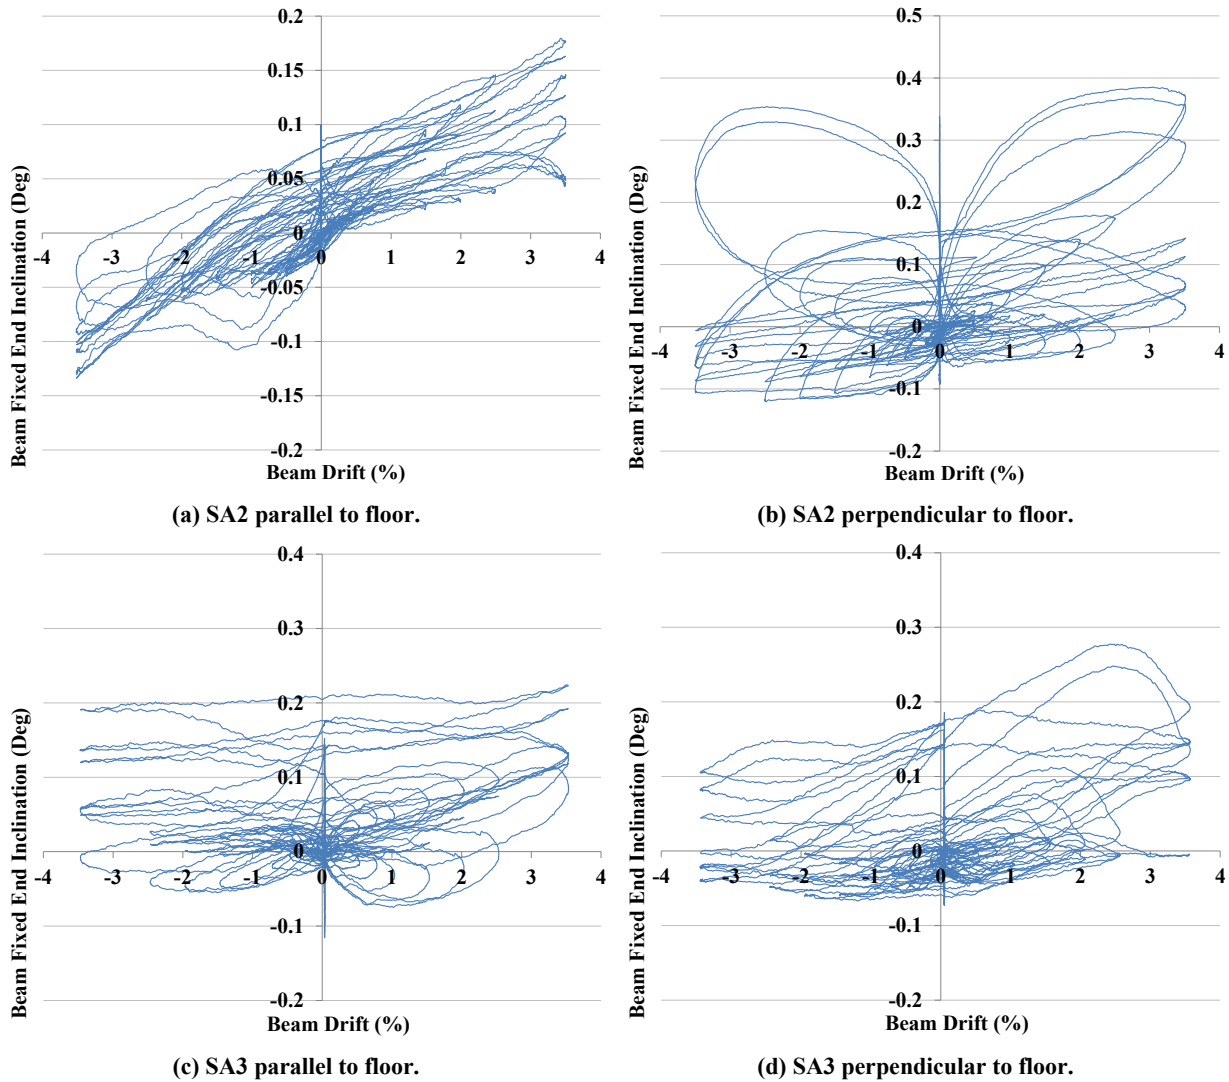 0.2
0.15
0.1
0.05
0
-0.05
-0.1
-0.15
-0.2
-4 -3 -2 -1 0 1 2 3 4
Beam Fixed End Inclination (Deg)
Beam Drift (%)
(a) SA2 parallel to floor.
0.5
0.4
0.3
0.2
0.1
0
-0.1
-0.2
-4 -3 -2 -1 0 1 2 3 4
Beam Fixed End Inclination (Deg)
Beam Drift (%)
(b) SA2 perpendicular to floor.
0.4
0.3
0.2
0.1
0
-0.1
-0.2
-4 -3 -2 -1 0 1 2 3 4
Beam Fixed End Inclination (Deg)
Beam Drift (%)
(c) SA3 parallel to floor.
0.4
0.3
0.2
0.1
0
-0.1
-0.2
-4 -3 -2 -1 0 1 2 3 4
Beam Fixed End Inclination (Deg)
Beam Drift (%)
(d) SA3 perpendicular to floor.